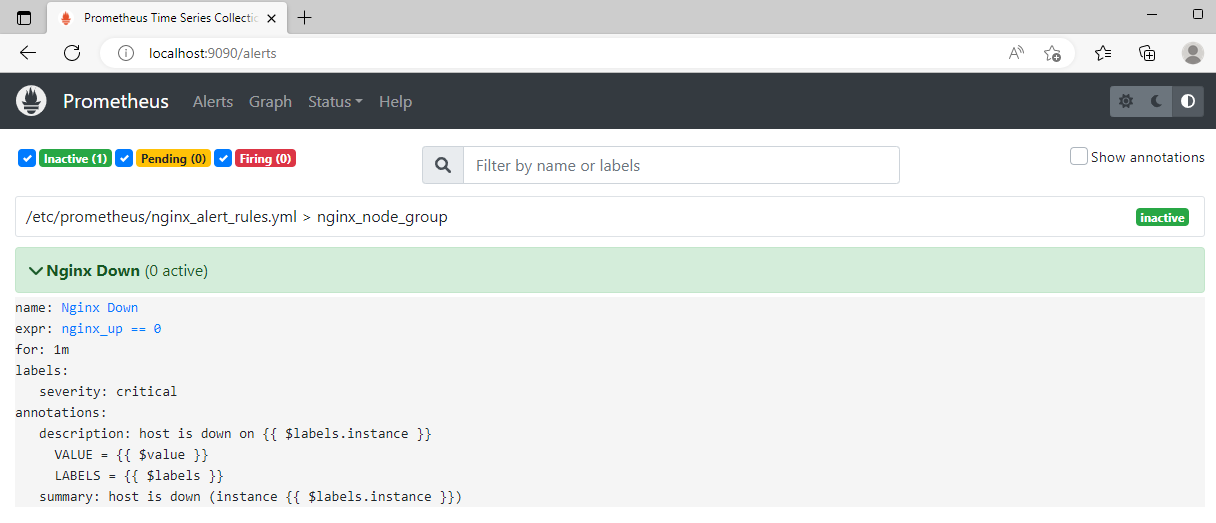 Prometheus Time Series Collectic
localhost:9090/alerts
Prometheus Alerts Graph Status Help
Inactive (1) Pending (0) Firing (0) Filter by name or labels Show annotations
/etc/prometheus/nginx_alert_rules.yml > nginx_node_group inactive
Nginx Down (0 active)
name: Nginx Down
expr: nginx_up == 0
for: 1m
labels:
severity: critical
annotations:
description: host is down on {{ $labels.instance }}
VALUE = {{ $value }}
LABELS = {{ $labels }}
summary: host is down (instance {{ $labels.instance }})